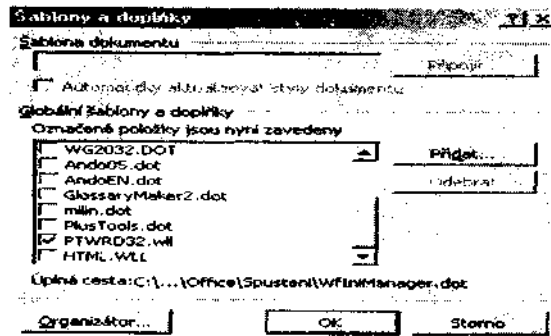 Šablony a doplňky
Šablona dokumentu
Připojit...
Automaticky aktualizovat styly dokumentu
Globální šablony a doplňky
Označené položky jsou nyní zavedeny
WG2032.DOT
Ando05.dot
AndoEN.dot
GlossaryMaker2.dot
milin.dot
PlusTools.dot
PTWRD32.wll
HTML.WLL
Přidat...
Odebrat
Úplná cesta:C:\...\Office\Spusteni\WfIniManager.dot
Organizátor...
OK
Storno